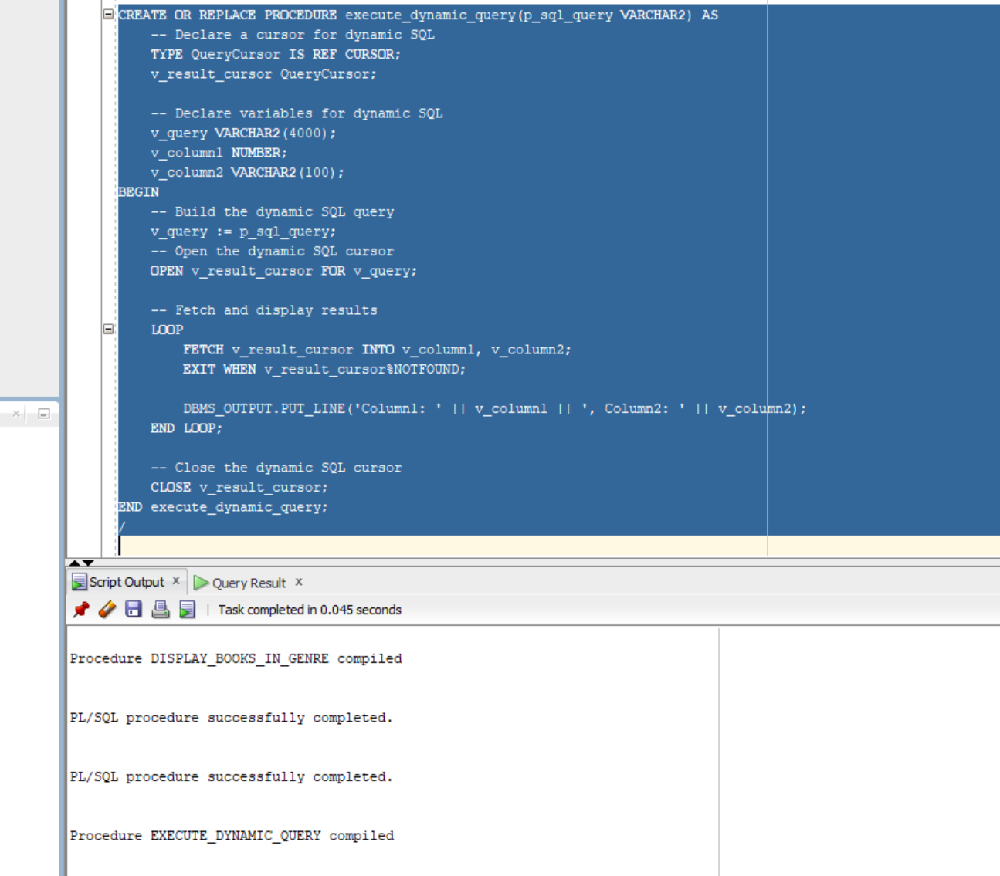 CREATE OR REPLACE PROCEDURE execute_dynamic_query(p_sql_query VARCHAR2) AS
-- Declare a cursor for dynamic SQL
TYPE QueryCursor IS REF CURSOR;
v_result_cursor QueryCursor;
-- Declare variables for dynamic SQL
v_query VARCHAR2(4000);
v_column1 NUMBER;
v_column2 VARCHAR2(100);
BEGIN
-- Build the dynamic SQL query
v_query := p_sql_query;
-- Open the dynamic SQL cursor
OPEN v_result_cursor FOR v_query;
-- Fetch and display results
LOOP
FETCH v_result_cursor INTO v_column1, v_column2;
EXIT WHEN v_result_cursor%NOTFOUND;
DBMS_OUTPUT.PUT_LINE('Column1: ' || v_column1 || ', Column2: ' || v_column2);
END LOOP;
-- Close the dynamic SQL cursor
CLOSE v_result_cursor;
END execute_dynamic_query;
/
Script Output x Query Result x
Task completed in 0.045 seconds
Procedure DISPLAY_BOOKS_IN_GENRE compiled
PL/SQL procedure successfully completed.
PL/SQL procedure successfully completed.
Procedure EXECUTE_DYNAMIC_QUERY compiled